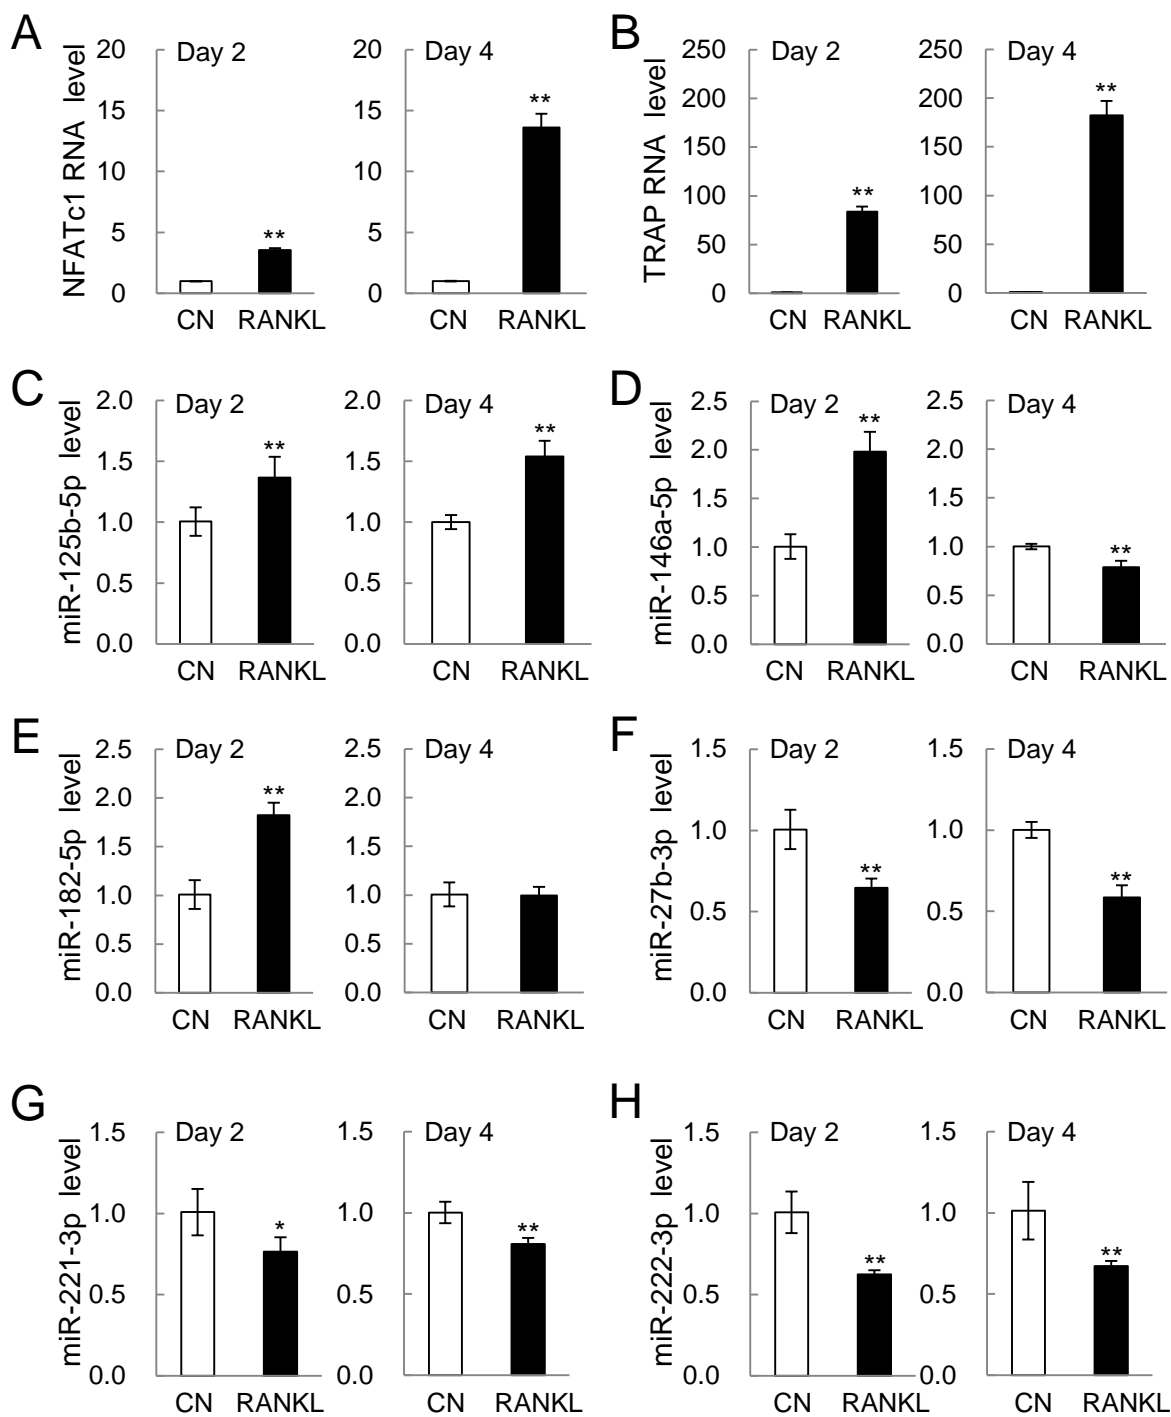 A
NFATc1 RNA level
20
15
10
5
0
Day 2
**
CN RANKL
20
15
10
5
0
Day 4
**
CN RANKL
B
TRAP RNA level
250
200
150
100
50
0
Day 2
**
CN RANKL
250
200
150
100
50
0
Day 4
**
CN RANKL
C
miR-125b-5p level
2.0
1.5
1.0
0.5
0.0
Day 2
**
CN RANKL
2.0
1.5
1.0
0.5
0.0
Day 4
**
CN RANKL
D
miR-146a-5p level
2.5
2.0
1.5
1.0
0.5
0.0
Day 2
**
CN RANKL
2.5
2.0
1.5
1.0
0.5
0.0
Day 4
**
CN RANKL
E
miR-182-5p level
2.5
2.0
1.5
1.0
0.5
0.0
Day 2
**
CN RANKL
2.5
2.0
1.5
1.0
0.5
0.0
Day 4
CN RANKL
F
miR-27b-3p level
1.5
1.0
0.5
0.0
Day 2
**
CN RANKL
1.5
1.0
0.5
0.0
Day 4
**
CN RANKL
G
miR-221-3p level
1.5
1.0
0.5
0.0
Day 2
*
CN RANKL
1.5
1.0
0.5
0.0
Day 4
**
CN RANKL
H
miR-222-3p level
1.5
1.0
0.5
0.0
Day 2
**
CN RANKL
1.5
1.0
0.5
0.0
Day 4
**
CN RANKL